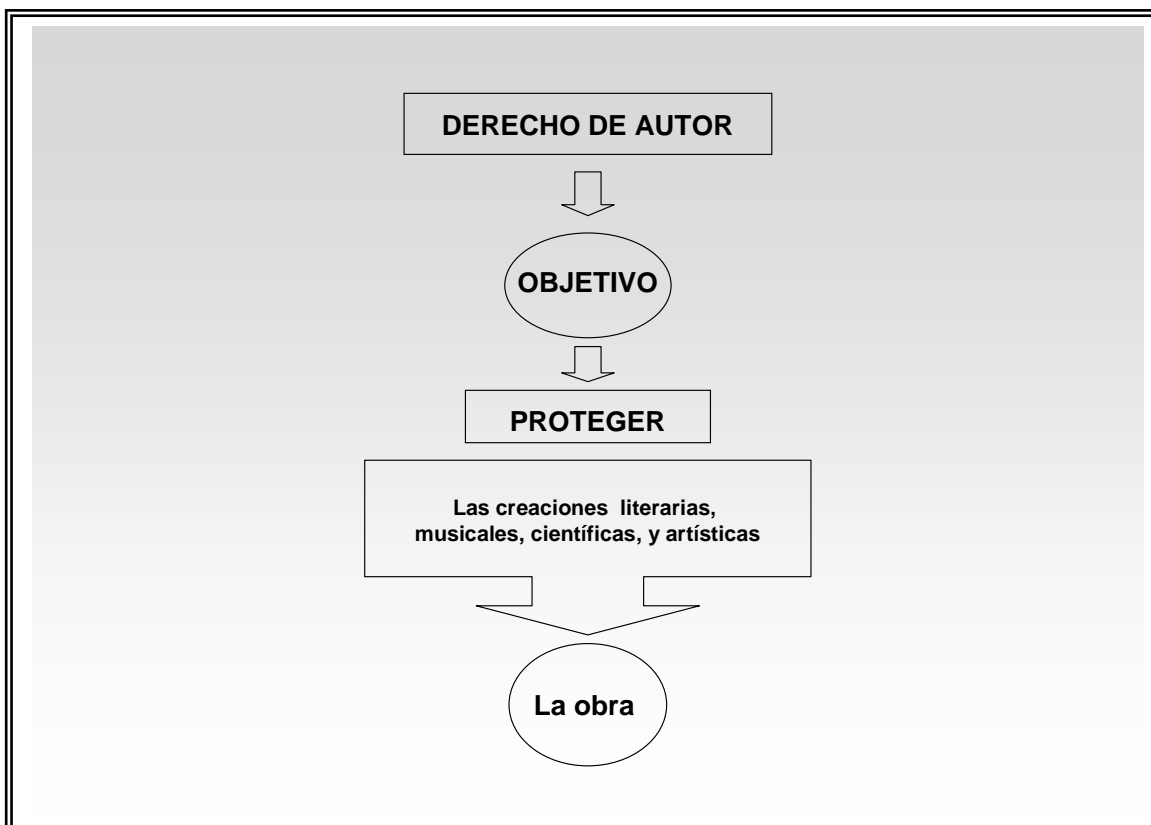 DERECHO DE AUTOR
OBJETIVO
PROTEGER
Las creaciones literarias,
musicales, científicas, y artísticas
La obra